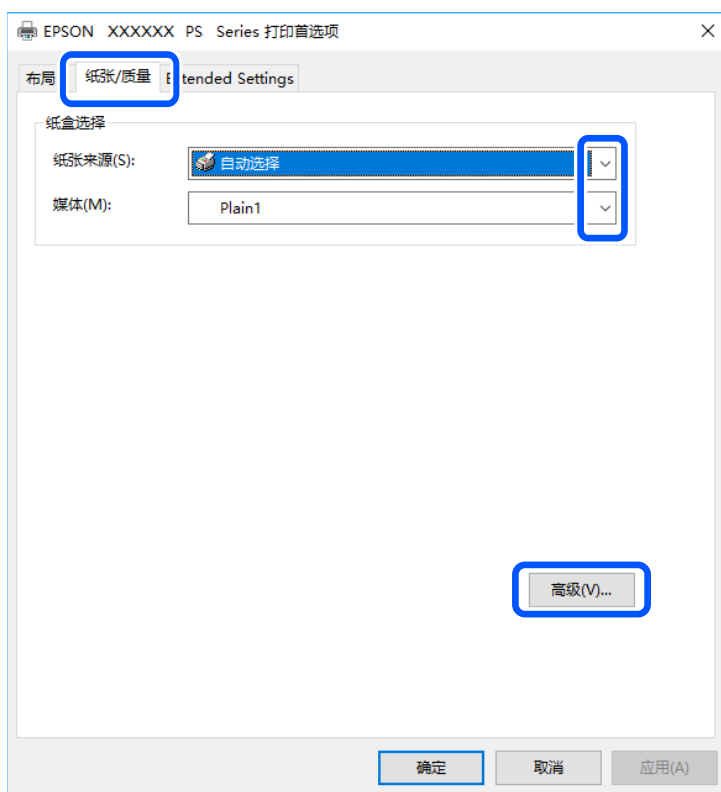 EPSON XXXXXX PS Series 打印首选项
布局 纸张/质量 Extended Settings
纸盒选择
纸张来源(S): 自动选择
媒体(M): Plain1
高级(V)...
确定 取消 应用(A)